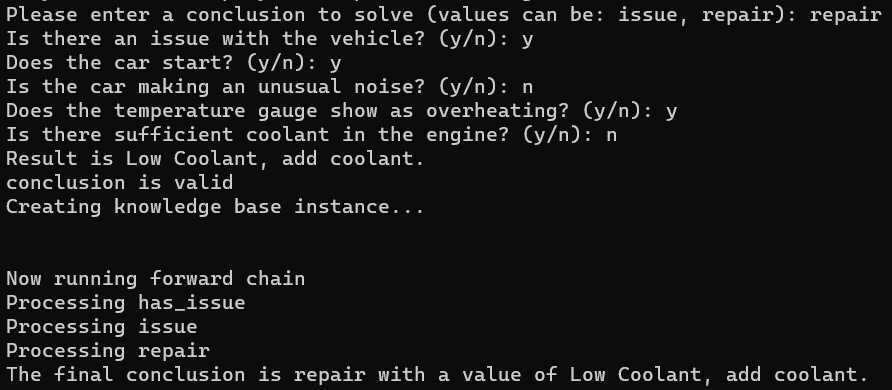 Please enter a conclusion to solve (values can be: issue, repair): repair
Is there an issue with the vehicle? (y/n): y
Does the car start? (y/n): y
Is the car making an unusual noise? (y/n): n
Does the temperature gauge show as overheating? (y/n): y
Is there sufficient coolant in the engine? (y/n): n
Result is Low Coolant, add coolant.
conclusion is valid
Creating knowledge base instance...
Now running forward chain
Processing has_issue
Processing issue
Processing repair
The final conclusion is repair with a value of Low Coolant, add coolant.